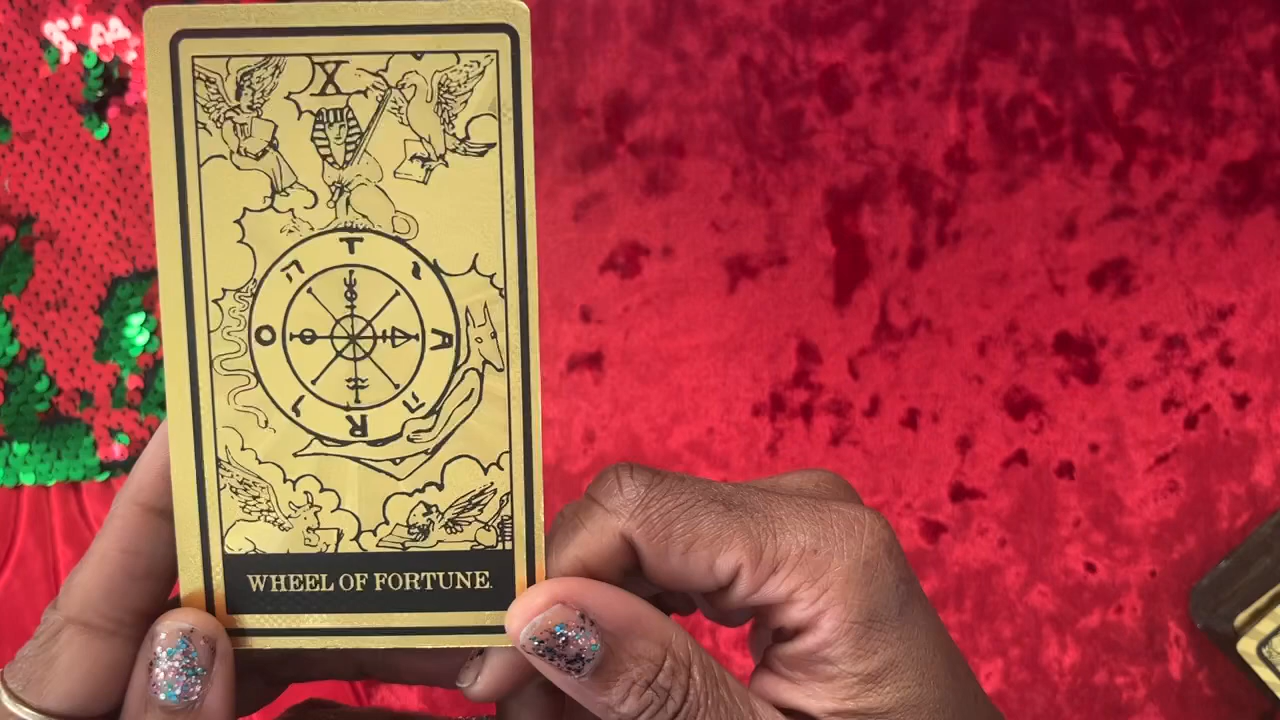 X
T
ה י
O A
ו ה
R
WHEEL OF FORTUNE.